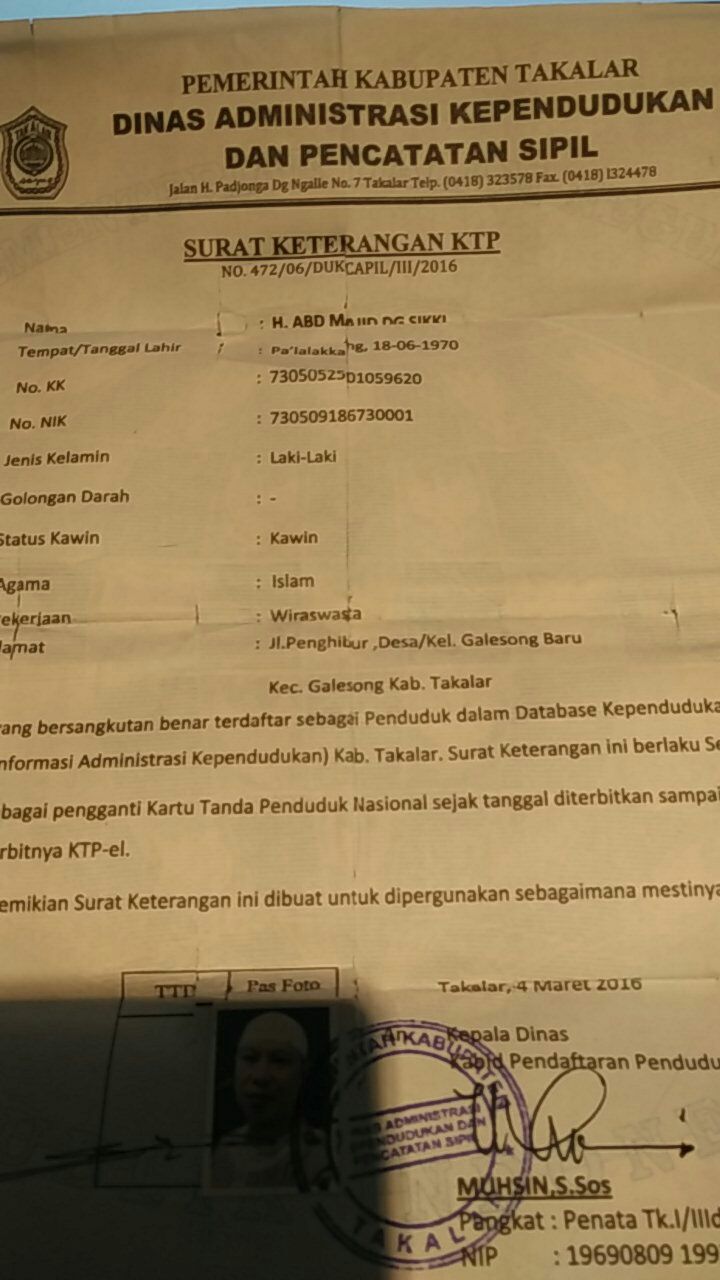 PEMERINTAH KABUPATEN TAKALAR
DINAS ADMINISTRASI KEPENDUDUKAN
DAN PENCATATAN SIPIL
Jalan H. Padjonga Dg Ngalle No. 7 Takalar Telp. (0418) 323578 Fax. (0418) 1324478
SURAT KETERANGAN KTP
NO. 472/06/DUKCAPIL/III/2016
Nama : H. ABD MAJID DG SIKKI
Tempat/Tanggal Lahir : Pa'lalakkang, 18-06-1970
No. KK : 7305052501059620
No. NIK : 730509186730001
Jenis Kelamin : Laki-Laki
Golongan Darah : -
Status Kawin : Kawin
Agama : Islam
ekerjaan : Wiraswasta
lamat : Jl.Penghibur ,Desa/Kel. Galesong Baru
Kec. Galesong Kab. Takalar
yang bersangkutan benar terdaftar sebagai Penduduk dalam Database Kependuduka
nformasi Administrasi Kependudukan) Kab. Takalar. Surat Keterangan ini berlaku Se
bagai pengganti Kartu Tanda Penduduk Nasional sejak tanggal diterbitkan sampai
rbitnya KTP-el.
emikian Surat Keterangan ini dibuat untuk dipergunakan sebagaimana mestinya
TTD Pas Foto
Takalar, 4 Maret 2016
An Kepala Dinas
Kabid Pendaftaran Pendudu
ADMINISTRASI
KEPENDUDUKAN DAN
PENCATATAN SIPIL
TAKALAR
MUHSIN,S.Sos
Pangkat : Penata Tk.I/IIId
NIP : 19690809 199